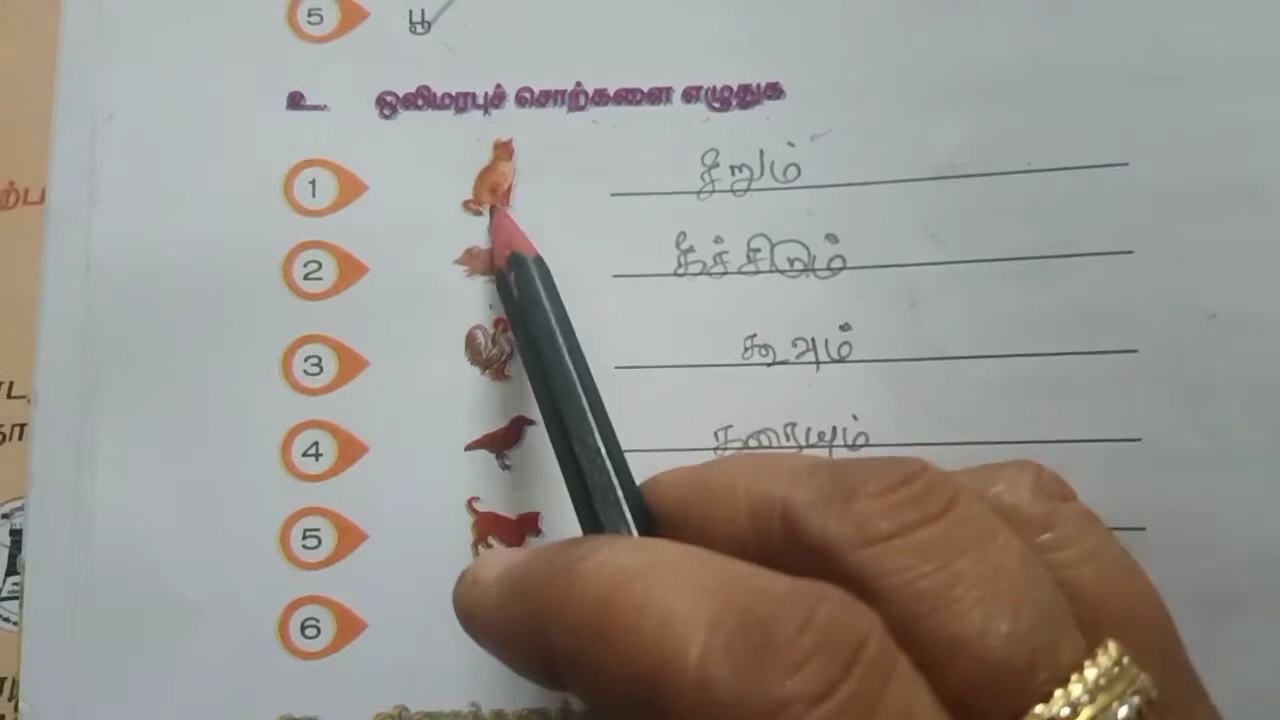 5 பூ
உ. ஒலிமரபுச் சொற்களை எழுதுக
1 சீறும்
2 கீச்சிடும்
3 கூவும்
4 கரையும்
5
6